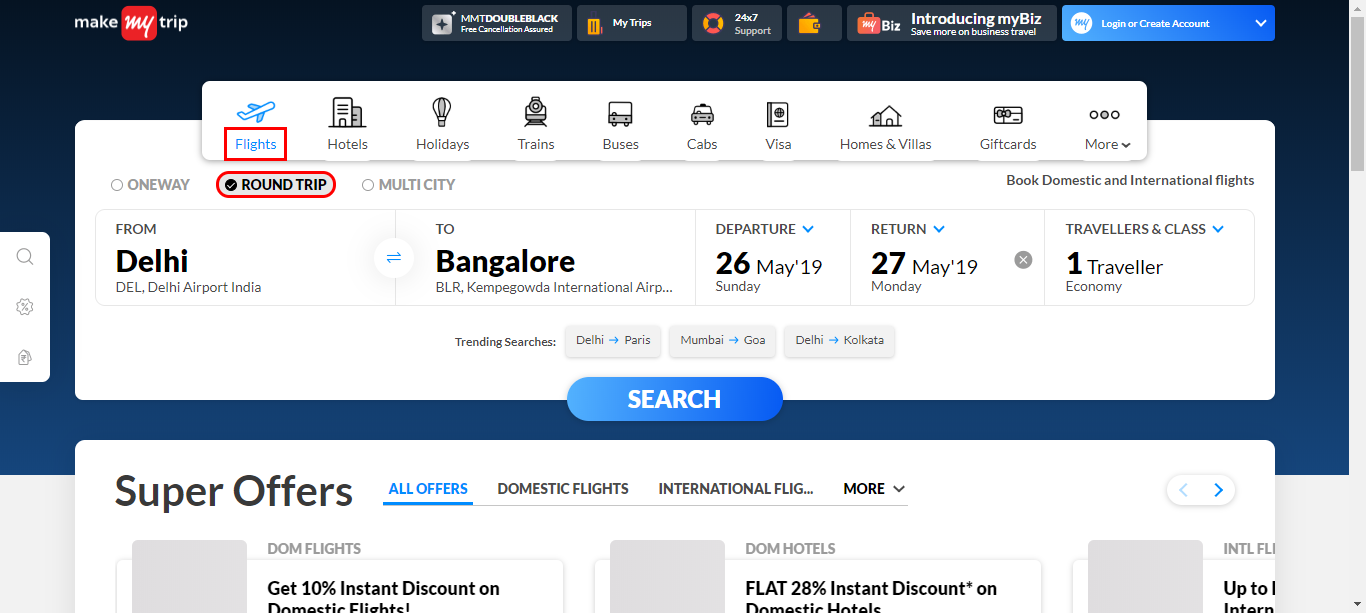 make my trip
MMTDOUBLEBLACK
Free Cancellation Assured
My Trips
24x7
Support
my Biz
Introducing myBiz
Save more on business travel
my
Login or Create Account
Flights
Hotels
Holidays
Trains
Buses
Cabs
Visa
Homes & Villas
Giftcards
More
ONEWAY
ROUND TRIP
MULTI CITY
Book Domestic and International flights
FROM
Delhi
DEL, Delhi Airport India
TO
Bangalore
BLR, Kempegowda International Airp...
DEPARTURE
26 May'19
Sunday
RETURN
27 May'19
Monday
TRAVELLERS & CLASS
1 Traveller
Economy
Trending Searches:
Delhi → Paris
Mumbai → Goa
Delhi → Kolkata
SEARCH
Super Offers
ALL OFFERS
DOMESTIC FLIGHTS
INTERNATIONAL FLIG...
MORE
DOM FLIGHTS
Get 10% Instant Discount on
Domestic Flights!
DOM HOTELS
FLAT 28% Instant Discount* on
Domestic Hotels
INTL FLI
Up to
Intern